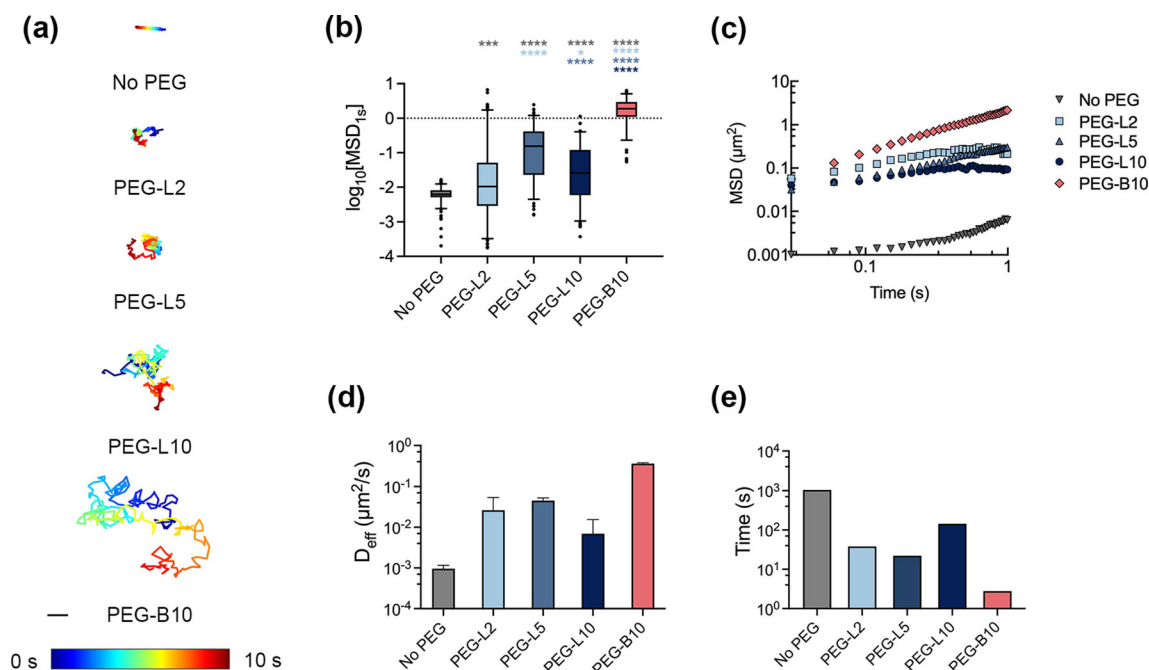 (a)
No PEG
PEG-L2
PEG-L5
PEG-L10
PEG-B10
0 s
10 s
(b)
*** **** **** ****
**** * ****
**** ****
****
log10[MSD1s]
2
1
0
-1
-2
-3
-4
No PEG
PEG-L2
PEG-L5
PEG-L10
PEG-B10
(c)
MSD (µm²)
10
1
0.1
0.01
0.001
0.1
1
Time (s)
No PEG
PEG-L2
PEG-L5
PEG-L10
PEG-B10
(d)
Deff (µm²/s)
10⁰
10⁻¹
10⁻²
10⁻³
10⁻⁴
No PEG
PEG-L2
PEG-L5
PEG-L10
PEG-B10
(e)
Time (s)
10⁴
10³
10²
10¹
10⁰
No PEG
PEG-L2
PEG-L5
PEG-L10
PEG-B10